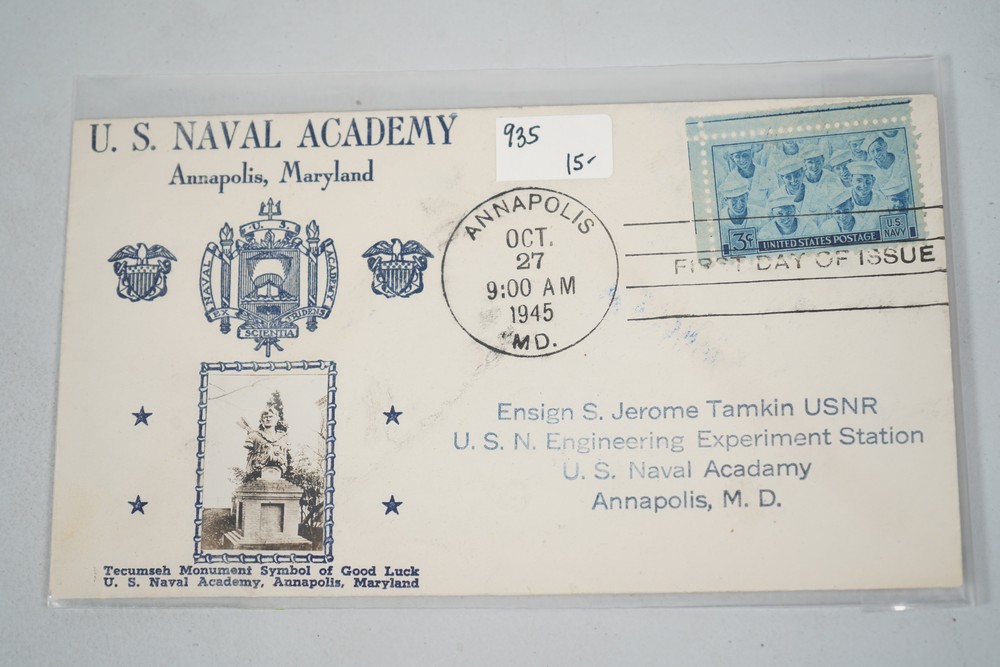 U. S. NAVAL ACADEMY
Annapolis, Maryland
935
15-
U. S.
NAVAL
ACADEMY
EX
TRIDENS
SCIENTIA
ANNAPOLIS
OCT.
27
9:00 AM
1945
MD.
3¢
UNITED STATES POSTAGE
U.S.
NAVY
FIRST DAY OF ISSUE
Ensign S. Jerome Tamkin USNR
U. S. N. Engineering Experiment Station
U. S. Naval Acadamy
Annapolis, M. D.
Tecumseh Monument Symbol of Good Luck
U. S. Naval Academy, Annapolis, Maryland